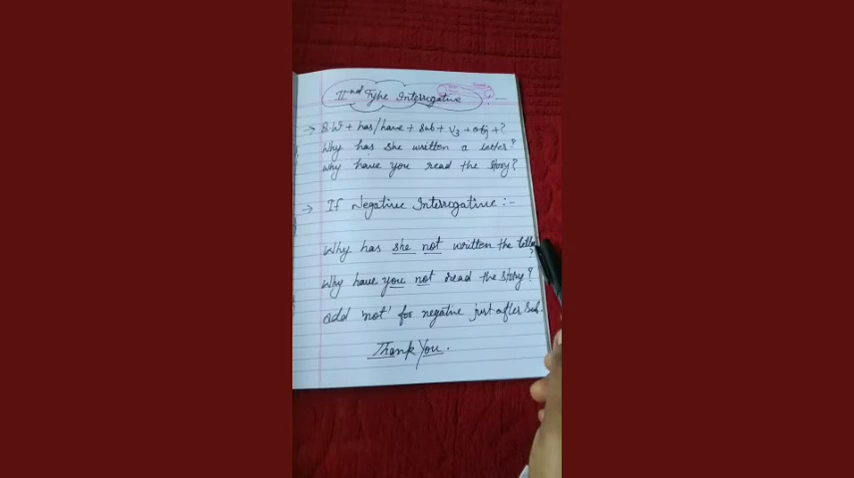 IInd Type Interrogative
→ Q.W + has/have + sub + V3 + obj + ?
Why has she written a letter?
Why have you read the story?
→ If Negative Interrogative :-
Why has she not written the letter
?
Why have you not read the story?
add 'not' for negative just after Sub.
Thank You.